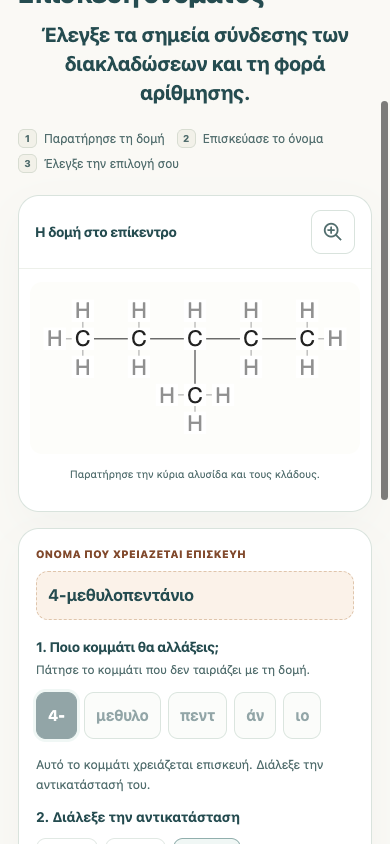 Επισκευή ονόματος
Έλεγξε τα σημεία σύνδεσης των
διακλαδώσεων και τη φορά
αρίθμησης.
1 Παρατήρησε τη δομή 2 Επισκεύασε το όνομα
3 Έλεγξε την επιλογή σου
Η δομή στο επίκεντρο
H H H H H
H C C C C C H
H H H H
H C H
H
Παρατήρησε την κύρια αλυσίδα και τους κλάδους.
ΟΝΟΜΑ ΠΟΥ ΧΡΕΙΑΖΕΤΑΙ ΕΠΙΣΚΕΥΗ
4-μεθυλοπεντάνιο
1. Ποιο κομμάτι θα αλλάξεις;
Πάτησε το κομμάτι που δεν ταιριάζει με τη δομή.
4- μεθυλο πεντ άν ιο
Αυτό το κομμάτι χρειάζεται επισκευή. Διάλεξε την
αντικατάστασή του.
2. Διάλεξε την αντικατάσταση